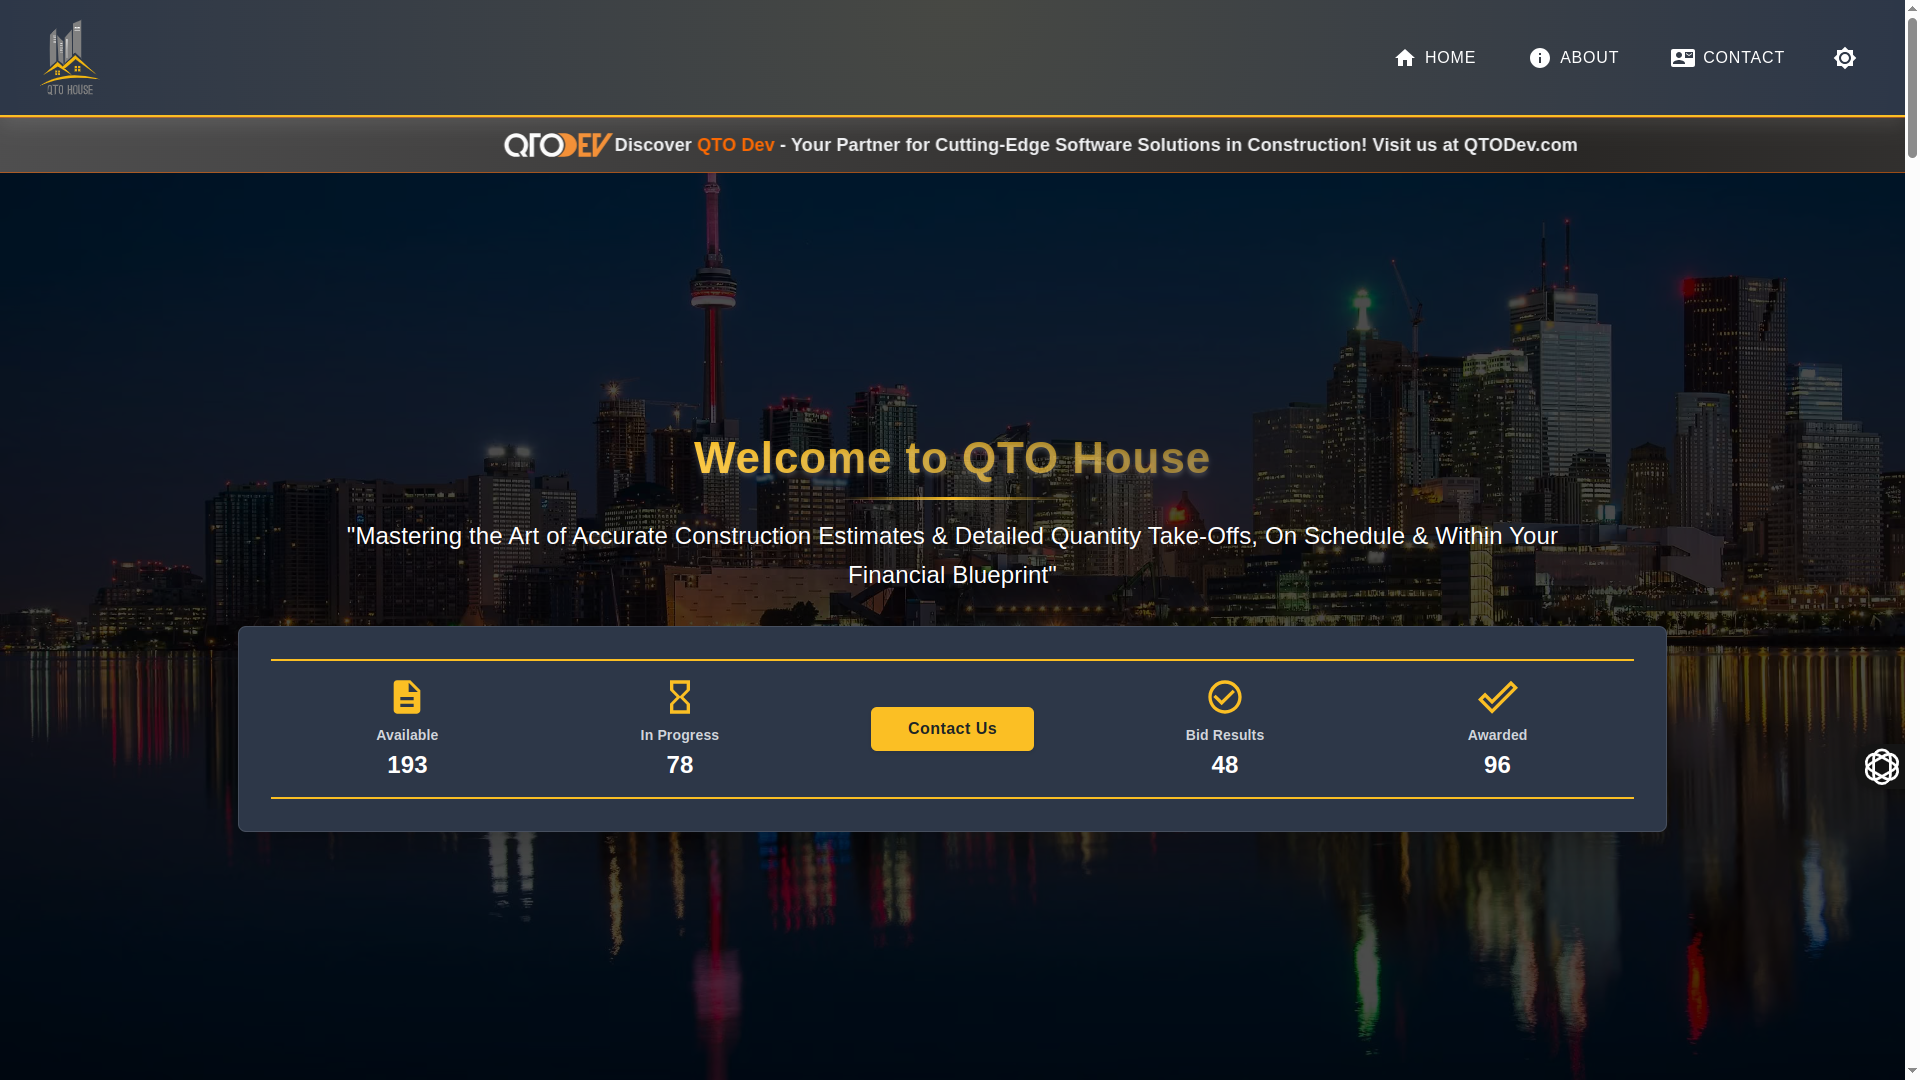 QTO HOUSE
HOME
ABOUT
CONTACT
QTODEV Discover QTO Dev - Your Partner for Cutting-Edge Software Solutions in Construction! Visit us at QTODev.com
Welcome to QTO House
"Mastering the Art of Accurate Construction Estimates & Detailed Quantity Take-Offs, On Schedule & Within Your
Financial Blueprint"
Available
193
In Progress
78
Contact Us
Bid Results
48
Awarded
96